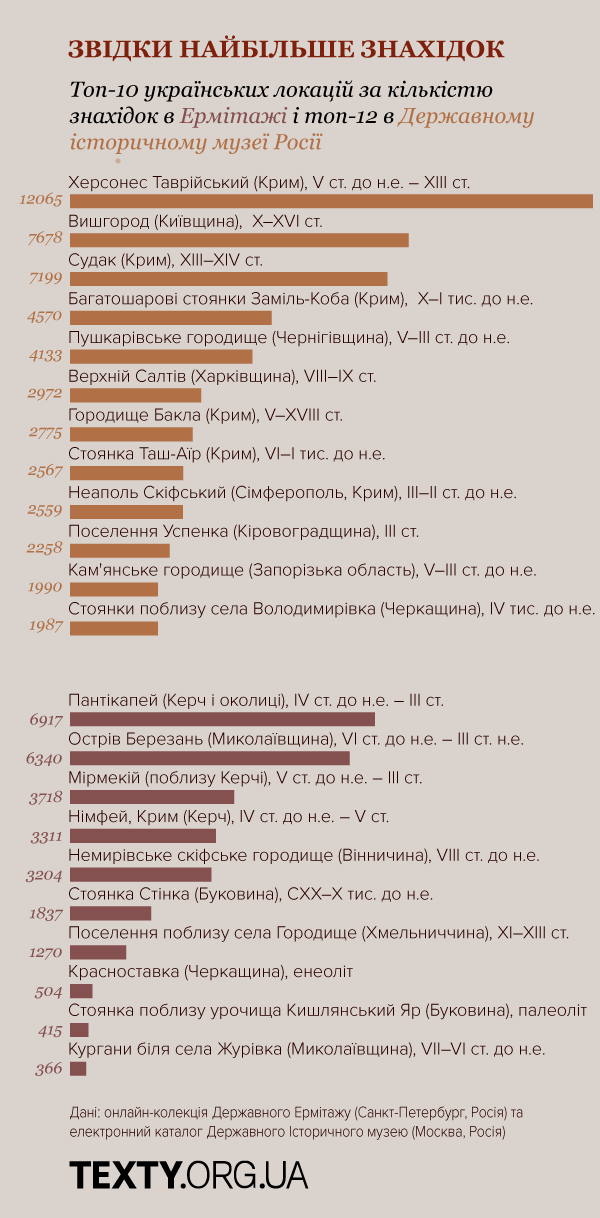 ЗВІДКИ НАЙБІЛЬШЕ ЗНАХІДОК
Топ-10 українських локацій за кількістю
знахідок в Ермітажі і топ-12 в Державному
історичному музеї Росії
Херсонес Таврійський (Крим), V ст. до н.е. – XIII ст.
12065
Вишгород (Київщина), X–XVI ст.
7678
Судак (Крим), XIII–XIV ст.
7199
Багатошарові стоянки Заміль-Коба (Крим), X–I тис. до н.е.
4570
Пушкарівське городище (Чернігівщина), V–III ст. до н.е.
4133
Верхній Салтів (Харківщина), VIII–IX ст.
2972
Городище Бакла (Крим), V–XVIII ст.
2775
Стоянка Таш-Аїр (Крим), VI–I тис. до н.е.
2567
Неаполь Скіфський (Сімферополь, Крим), III–II ст. до н.е.
2559
Поселення Успенка (Кіровоградщина), III ст.
2258
Кам'янське городище (Запорізька область), V–III ст. до н.е.
1990
Стоянки поблизу села Володимирівка (Черкащина), IV тис. до н.е.
1987
Пантікапей (Керч і околиці), IV ст. до н.е. – III ст.
6917
Острів Березань (Миколаївщина), VI ст. до н.е. – III ст. н.е.
6340
Мірмекій (поблизу Керчі), V ст. до н.е. – III ст.
3718
Німфей, Крим (Керч), IV ст. до н.е. – V ст.
3311
Немирівське скіфське городище (Вінничина), VIII ст. до н.е.
3204
Стоянка Стінка (Буковина), CXX–X тис. до н.е.
1837
Поселення поблизу села Городище (Хмельниччина), XI–XIII ст.
1270
Красноставка (Черкащина), енеоліт
504
Стоянка поблизу урочища Кишлянський Яр (Буковина), палеоліт
415
Кургани біля села Журівка (Миколаївщина), VII–VI ст. до н.е.
366
Дані: онлайн-колекція Державного Ермітажу (Санкт-Петербург, Росія) та
електронний каталог Державного Історичного музею (Москва, Росія)
TEXTY.ORG.UA